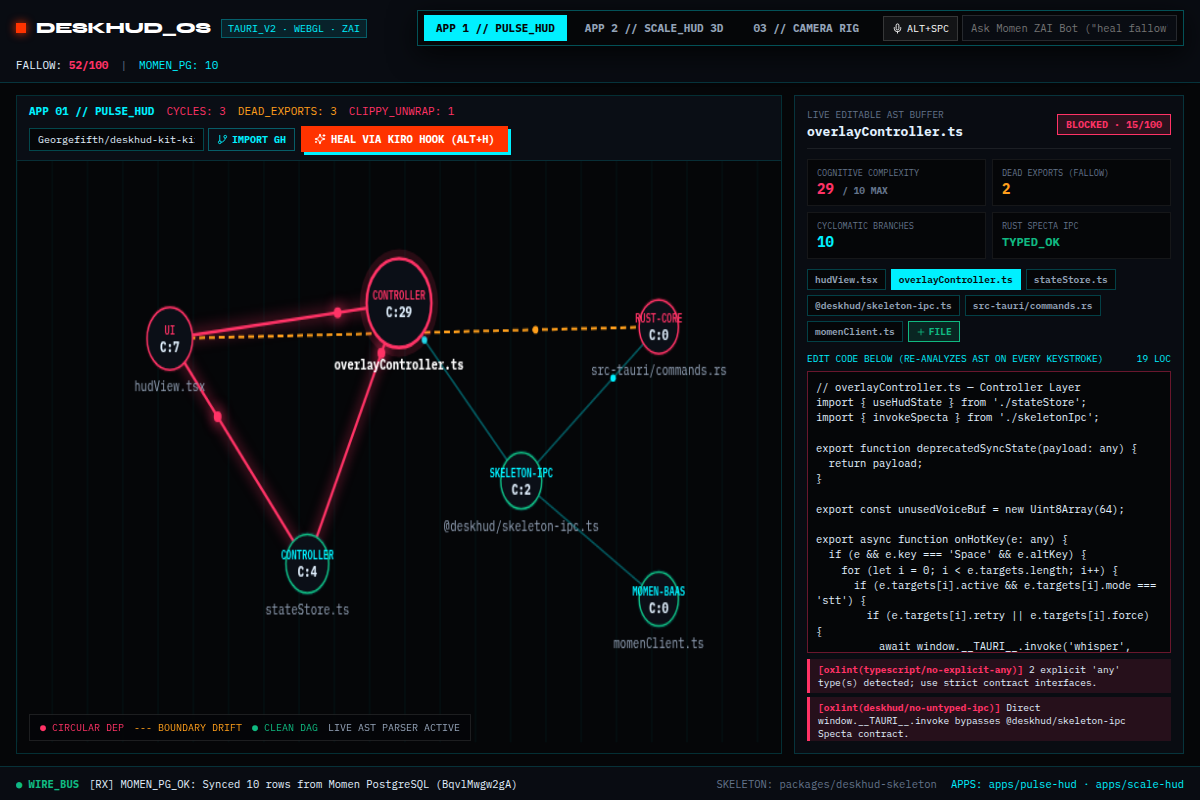 DESKHUD_OS
TAURI_V2 · WEBGL · ZAI
APP 1 // PULSE_HUD
APP 2 // SCALE_HUD 3D
03 // CAMERA RIG
ALT+SPC
Ask Momen ZAI Bot ("heal fallow
FALLOW: 52/100 | MOMEN_PG: 10
APP 01 // PULSE_HUD CYCLES: 3 DEAD_EXPORTS: 3 CLIPPY_UNWRAP: 1
Georgefifth/deskhud-kit-ki
IMPORT GH
HEAL VIA KIRO HOOK (ALT+H)
CONTROLLER
C:29
overlayController.ts
UI
C:7
hudView.tsx
RUST-CORE
C:0
src-tauri/commands.rs
SKELETON-IPC
C:2
@deskhud/skeleton-ipc.ts
CONTROLLER
C:4
stateStore.ts
MOMEN-BAAS
C:0
momenClient.ts
CIRCULAR DEP --- BOUNDARY DRIFT CLEAN DAG LIVE AST PARSER ACTIVE
LIVE EDITABLE AST BUFFER
overlayController.ts
BLOCKED · 15/100
COGNITIVE COMPLEXITY
29 / 10 MAX
DEAD EXPORTS (FALLOW)
2
CYCLOMATIC BRANCHES
10
RUST SPECTA IPC
TYPED_OK
hudView.tsx
overlayController.ts
stateStore.ts
@deskhud/skeleton-ipc.ts
src-tauri/commands.rs
momenClient.ts
+ FILE
EDIT CODE BELOW (RE-ANALYZES AST ON EVERY KEYSTROKE) 19 LOC
// overlayController.ts — Controller Layer
import { useHudState } from './stateStore';
import { invokeSpecta } from './skeletonIpc';
export function deprecatedSyncState(payload: any) {
return payload;
}
export const unusedVoiceBuf = new Uint8Array(64);
export async function onHotKey(e: any) {
if (e && e.key === 'Space' && e.altKey) {
for (let i = 0; i < e.targets.length; i++) {
if (e.targets[i].active && e.targets[i].mode ===
'stt') {
if (e.targets[i].retry || e.targets[i].force)
{
await window.__TAURI__.invoke('whisper',
[oxlint(typescript/no-explicit-any)] 2 explicit 'any'
type(s) detected; use strict contract interfaces.
[oxlint(deskhud/no-untyped-ipc)] Direct
window.__TAURI__.invoke bypasses @deskhud/skeleton-ipc
Specta contract.
WIRE_BUS [RX] MOMEN_PG_OK: Synced 10 rows from Momen PostgreSQL (BqvlMwgw2gA)
SKELETON: packages/deskhud-skeleton APPS: apps/pulse-hud · apps/scale-hud